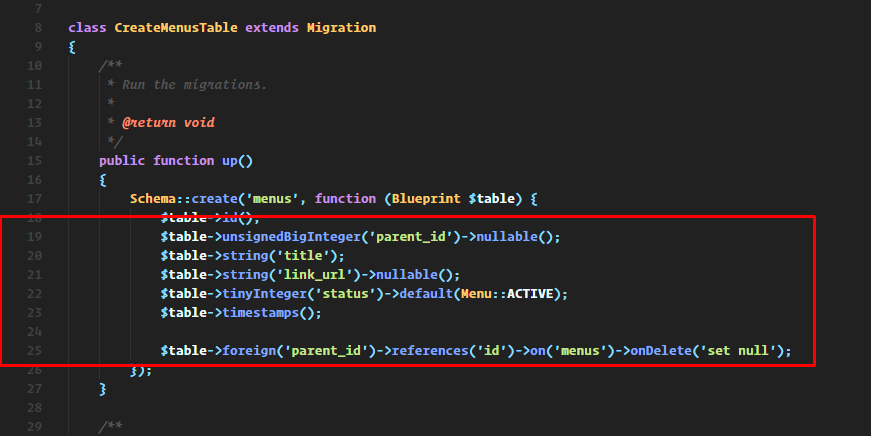 7
8 class CreateMenusTable extends Migration
9 {
10 /**
11 * Run the migrations.
12 *
13 * @return void
14 */
15 public function up()
16 {
17 Schema::create('menus', function (Blueprint $table) {
18 $table->id();
19 $table->unsignedBigInteger('parent_id')->nullable();
20 $table->string('title');
21 $table->string('link_url')->nullable();
22 $table->tinyInteger('status')->default(Menu::ACTIVE);
23 $table->timestamps();
24
25 $table->foreign('parent_id')->references('id')->on('menus')->onDelete('set null');
26 });
27 }
28
29 /**